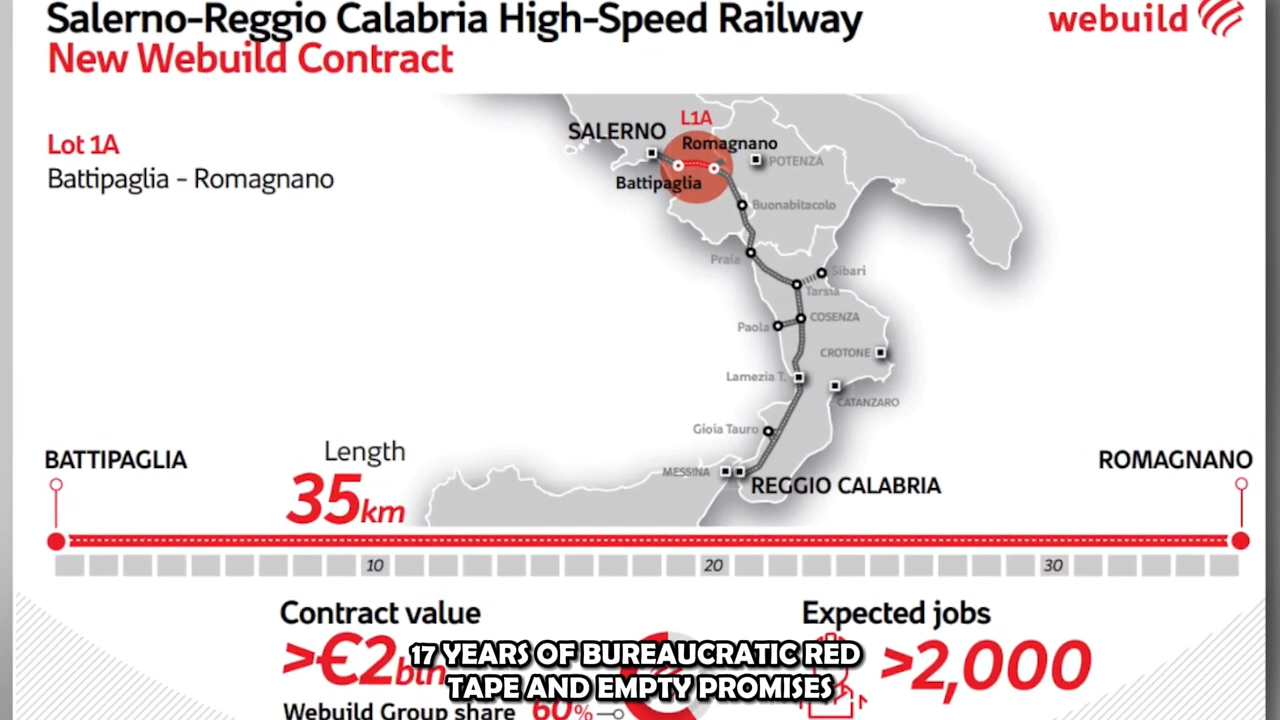 Salerno-Reggio Calabria High-Speed Railway
webuild
New Webuild Contract
Lot 1A
Battipaglia - Romagnano
L1A
SALERNO
Romagnano
POTENZA
Battipaglia
Buonabitacolo
Praia
Sibari
Tarsia
COSENZA
Paola
CROTONE
Lamezia T.
CATANZARO
Gioia Tauro
MESSINA
REGGIO CALABRIA
BATTIPAGLIA
Length
35km
ROMAGNANO
10
20
30
Contract value
>€2bln
Expected jobs
>2,000
17 YEARS OF BUREAUCRATIC RED
TAPE AND EMPTY PROMISES
Webuild Group share 60%